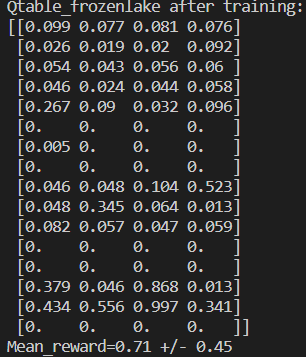 Qtable_frozenlake after training:
[[0.099 0.077 0.081 0.076]
[0.026 0.019 0.02  0.092]
[0.054 0.043 0.056 0.06 ]
[0.046 0.024 0.044 0.058]
[0.267 0.09  0.032 0.096]
[0.    0.    0.    0.   ]
[0.005 0.    0.    0.   ]
[0.    0.    0.    0.   ]
[0.046 0.048 0.104 0.523]
[0.048 0.345 0.064 0.013]
[0.082 0.057 0.047 0.059]
[0.    0.    0.    0.   ]
[0.    0.    0.    0.   ]
[0.379 0.046 0.868 0.013]
[0.434 0.556 0.997 0.341]
[0.    0.    0.    0.   ]]
Mean_reward=0.71 +/- 0.45